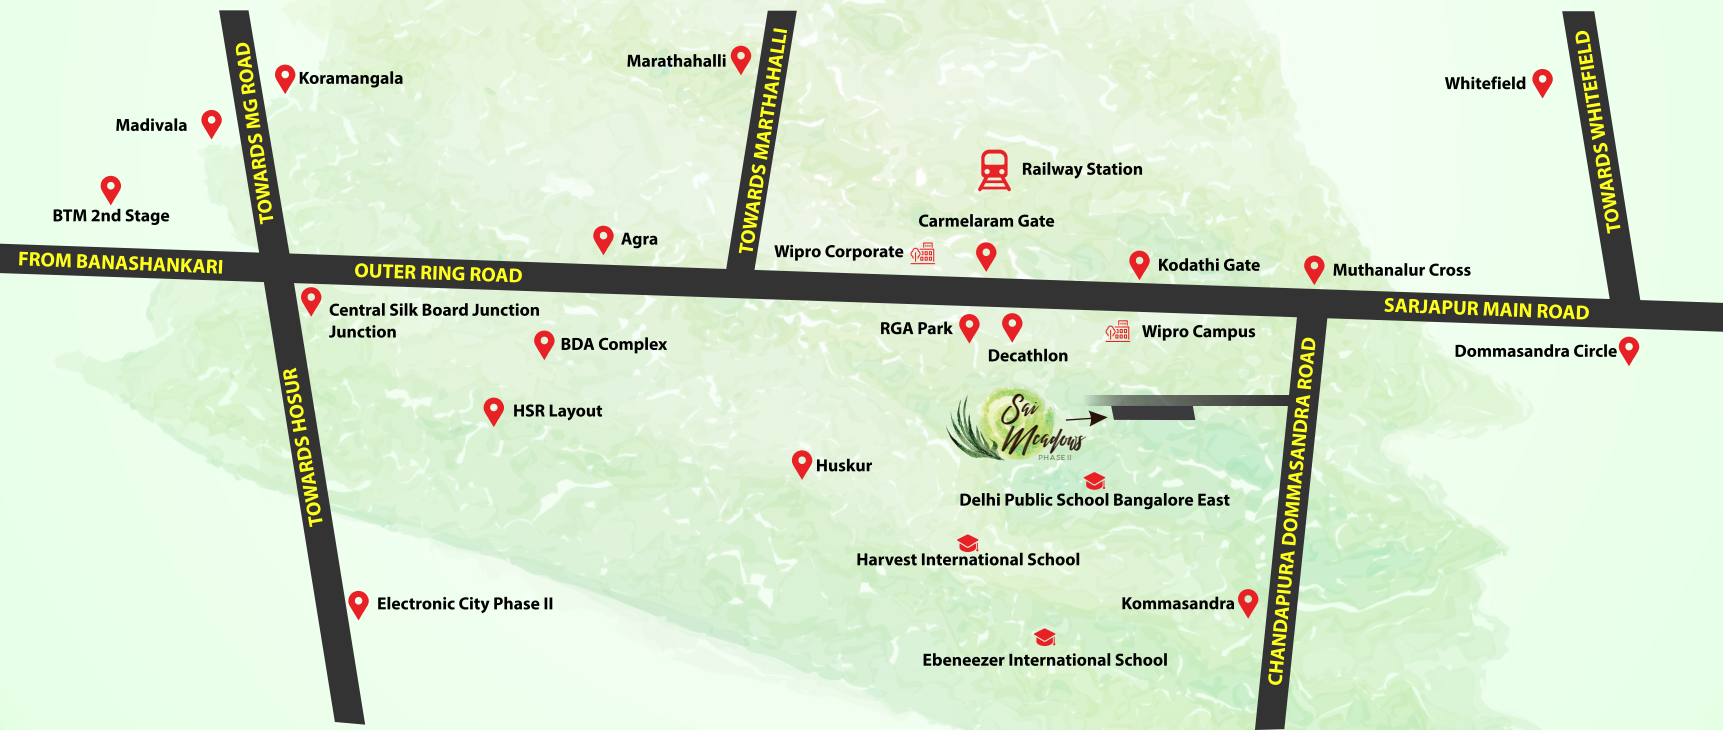 TOWARDS MG ROAD
Koramangala
Madivala
BTM 2nd Stage
Marathahalli
TOWARDS MARTHAHALLI
Whitefield
TOWARDS WHITEFIELD
Railway Station
Carmelaram Gate
Agra
Wipro Corporate
Kodathi Gate
Muthanalur Cross
FROM BANASHANKARI
OUTER RING ROAD
SARJAPUR MAIN ROAD
Central Silk Board Junction
Junction
BDA Complex
RGA Park
Decathlon
Wipro Campus
Dommasandra Circle
TOWARDS HOSUR
HSR Layout
Sai
Meadows
PHASE II
CHANDAPIURA DOMMASANDRA ROAD
Huskur
Delhi Public School Bangalore East
Harvest International School
Electronic City Phase II
Kommasandra
Ebeneezer International School